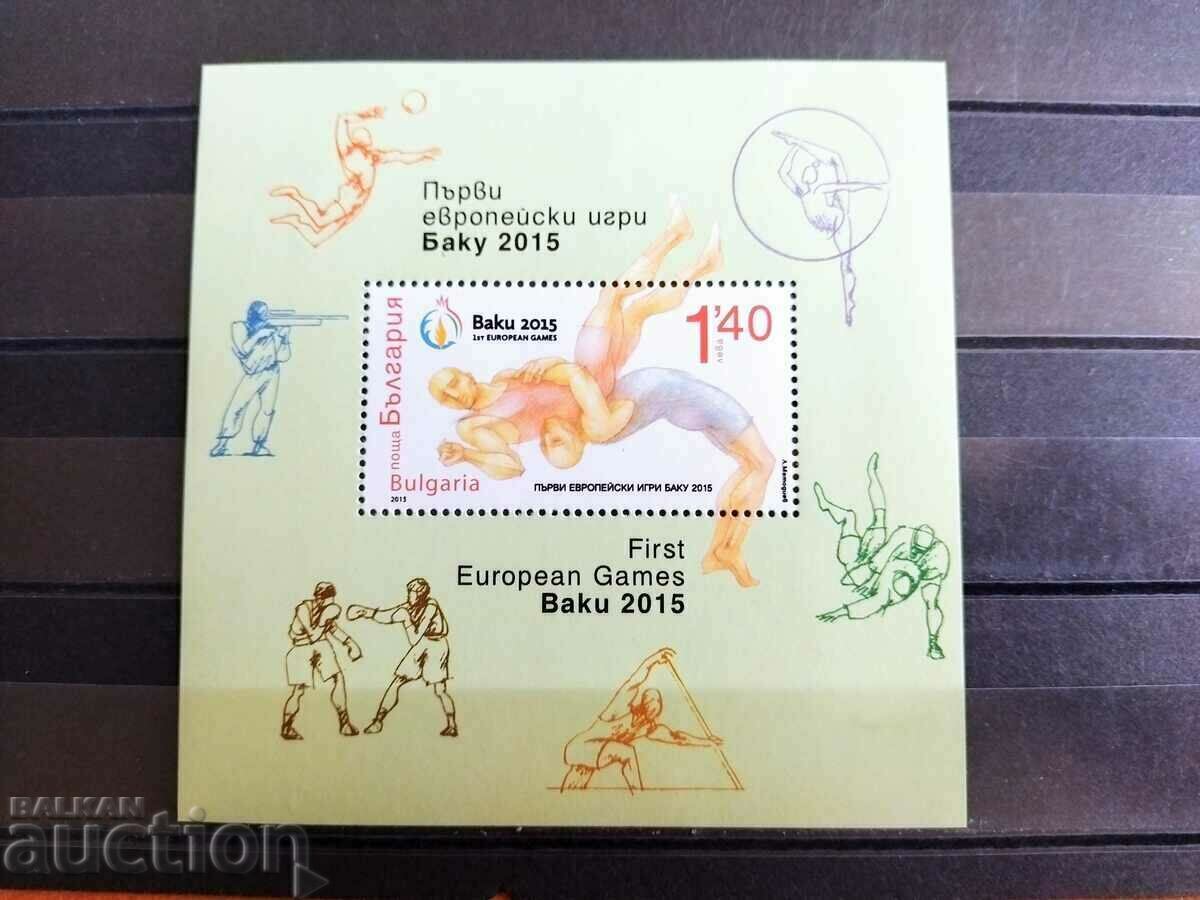 Първи
европейски игри
Баку 2015
Baku 2015
1ST EUROPEAN GAMES
1'40
лева
поща България
Bulgaria
2015
ПЪРВИ ЕВРОПЕЙСКИ ИГРИ БАКУ 2015
Л.Методиев
First
European Games
Baku 2015
BALKAN
auction